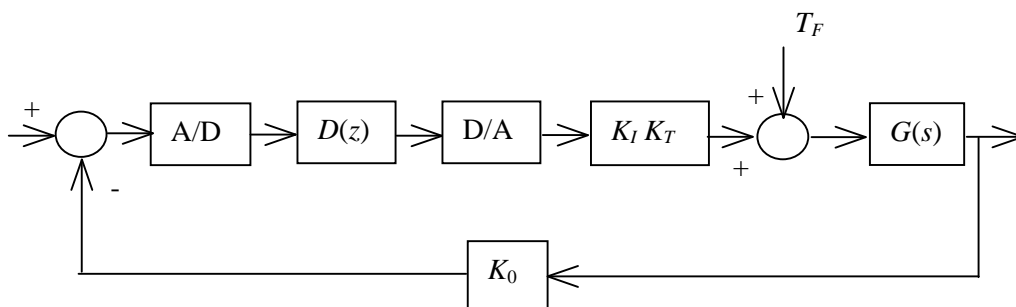 T_F
+
+
A/D
D(z)
D/A
K_I K_T
G(s)
+
-
K_0